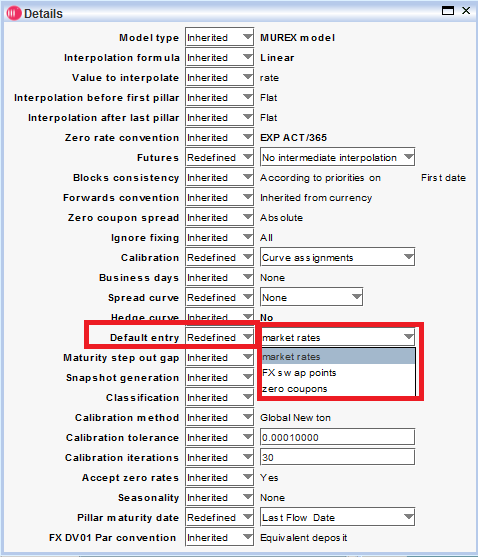 Details
Model type Inherited MUREX model
Interpolation formula Inherited Linear
Value to interpolate Inherited rate
Interpolation before first pillar Inherited Flat
Interpolation after last pillar Inherited Flat
Zero rate convention Inherited EXP ACT/365
Futures Redefined No intermediate interpolation
Blocks consistency Inherited According to priorities on First date
Forwards convention Inherited Inherited from currency
Zero coupon spread Inherited Absolute
Ignore fixing Inherited All
Calibration Redefined Curve assignments
Business days Inherited None
Spread curve Redefined None
Hedge curve Inherited No
Default entry Redefined market rates
Maturity step out gap Inherited market rates
Snapshot generation Inherited FX swap points
Classification Inherited zero coupons
Calibration method Inherited Global New ton
Calibration tolerance Inherited 0.00010000
Calibration iterations Inherited 30
Accept zero rates Inherited Yes
Seasonality Inherited None
Pillar maturity date Redefined Last Flow Date
FX DV01 Par convention Inherited Equivalent deposit